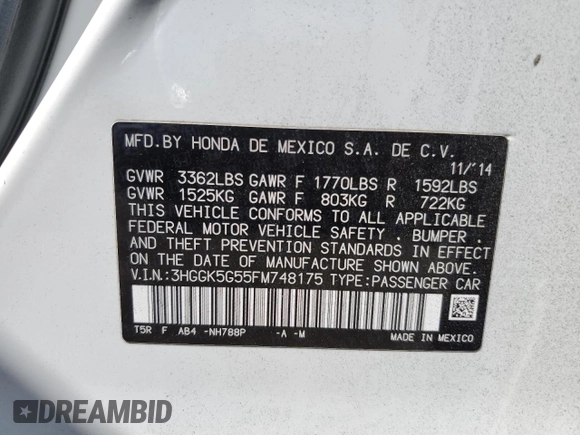 MFD.BY HONDA DE MEXICO S.A. DE C.V.
11/'14
GVWR 3362LBS GAWR F 1770LBS R 1592LBS
GVWR 1525KG GAWR F 803KG R 722KG
THIS VEHICLE CONFORMS TO ALL APPLICABLE
FEDERAL MOTOR VEHICLE SAFETY . BUMPER .
AND THEFT PREVENTION STANDARDS IN EFFECT
ON THE DATE OF MANUFACTURE SHOWN ABOVE.
V.I.N.:3HGGK5G55FM748175 TYPE:PASSENGER CAR
T5R F AB4 -NH788P -A -M
MADE IN MEXICO
DREAMBID